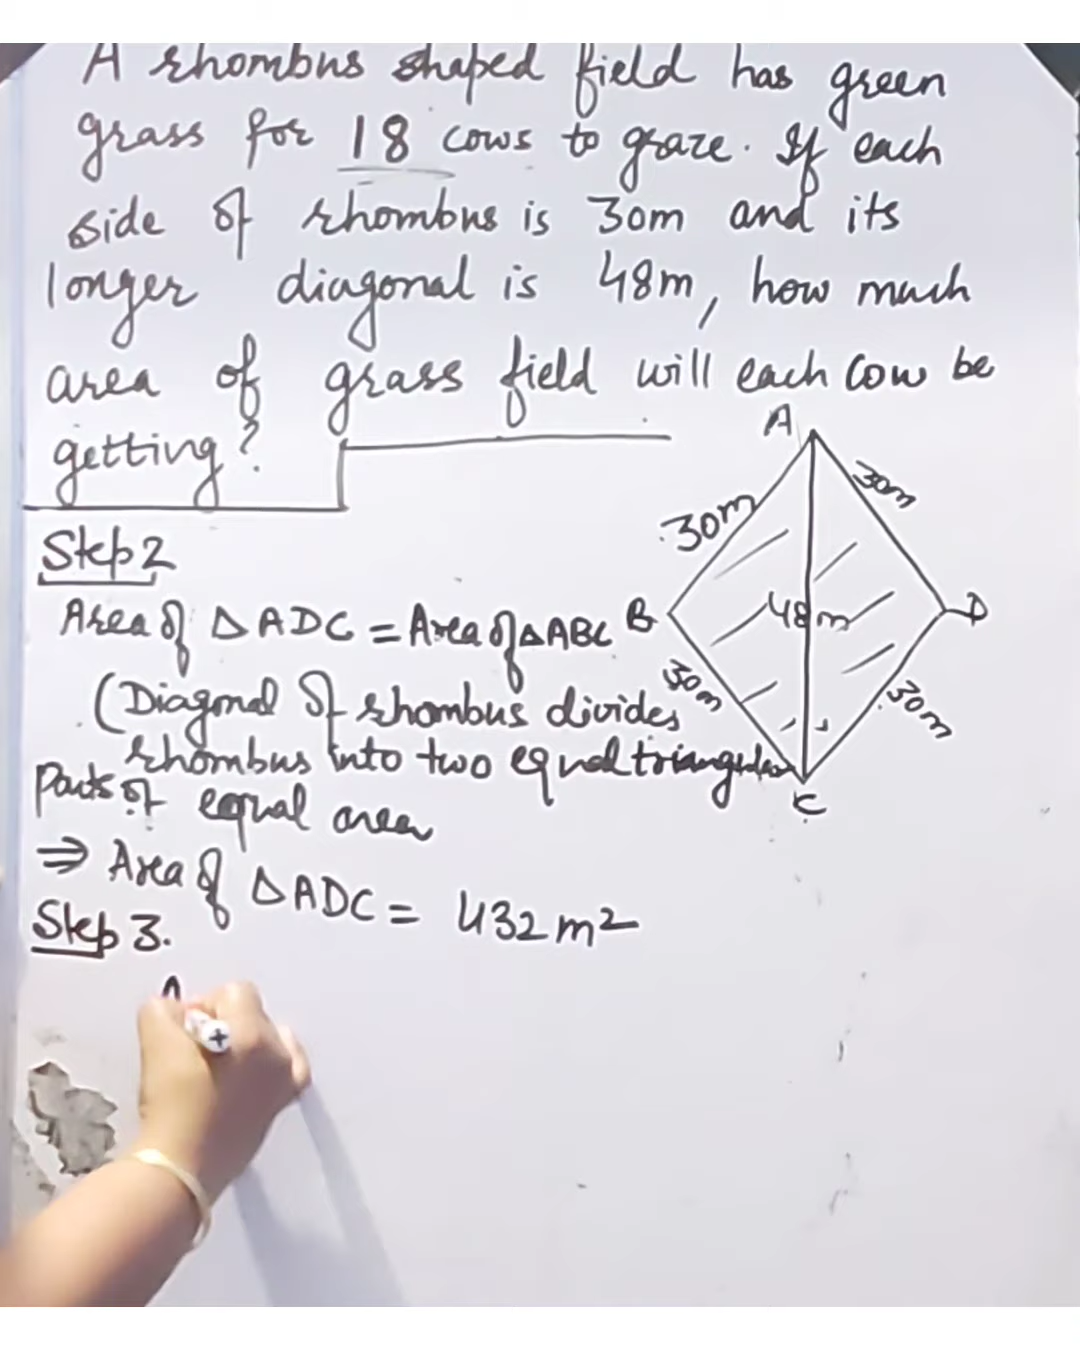 A rhombus shaped field has green
grass for 18 cows to graze. If each
side of rhombus is 30m and its
longer diagonal is 48m, how much
area of grass field will each cow be
getting?
A
30m
30m
Step 2
Area of △ADC = Area of △ABC
B
48m
D
(Diagonal of rhombus divides
30m
30m
rhombus into two equal triangular
Parts of equal area
C
⇒ Area of △ADC = 432m²
Step 3.